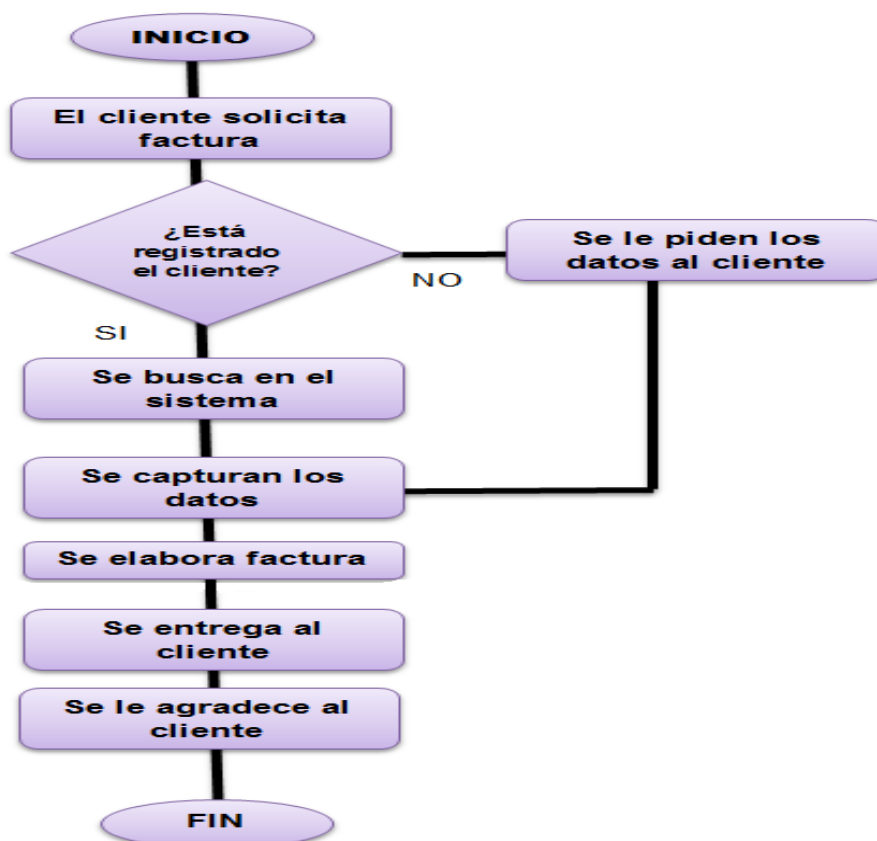 INICIO
El cliente solicita
factura
¿Está
registrado
el cliente?
NO
Se le piden los
datos al cliente
SI
Se busca en el
sistema
Se capturan los
datos
Se elabora factura
Se entrega al
cliente
Se le agradece al
cliente
FIN